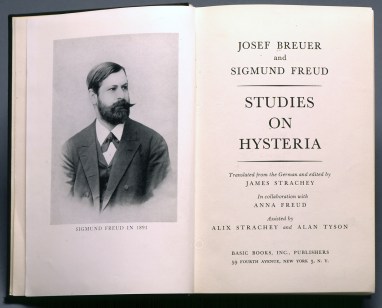 SIGMUND FREUD IN
JOSEF BREUER
and
SIGMUND FREUD
STUDIES
ON
HYSTERIA
Translated from the German and edited by
JAMES STRACHEY
In collaboration with
ANNA FREUD
Assisted by
ALIX STRACHEY and ALAN TYSON
BASIC BOOKS, INC., PUBLISHERS
59 FOURTH AVENUE, NEW YORK 3, N. Y.